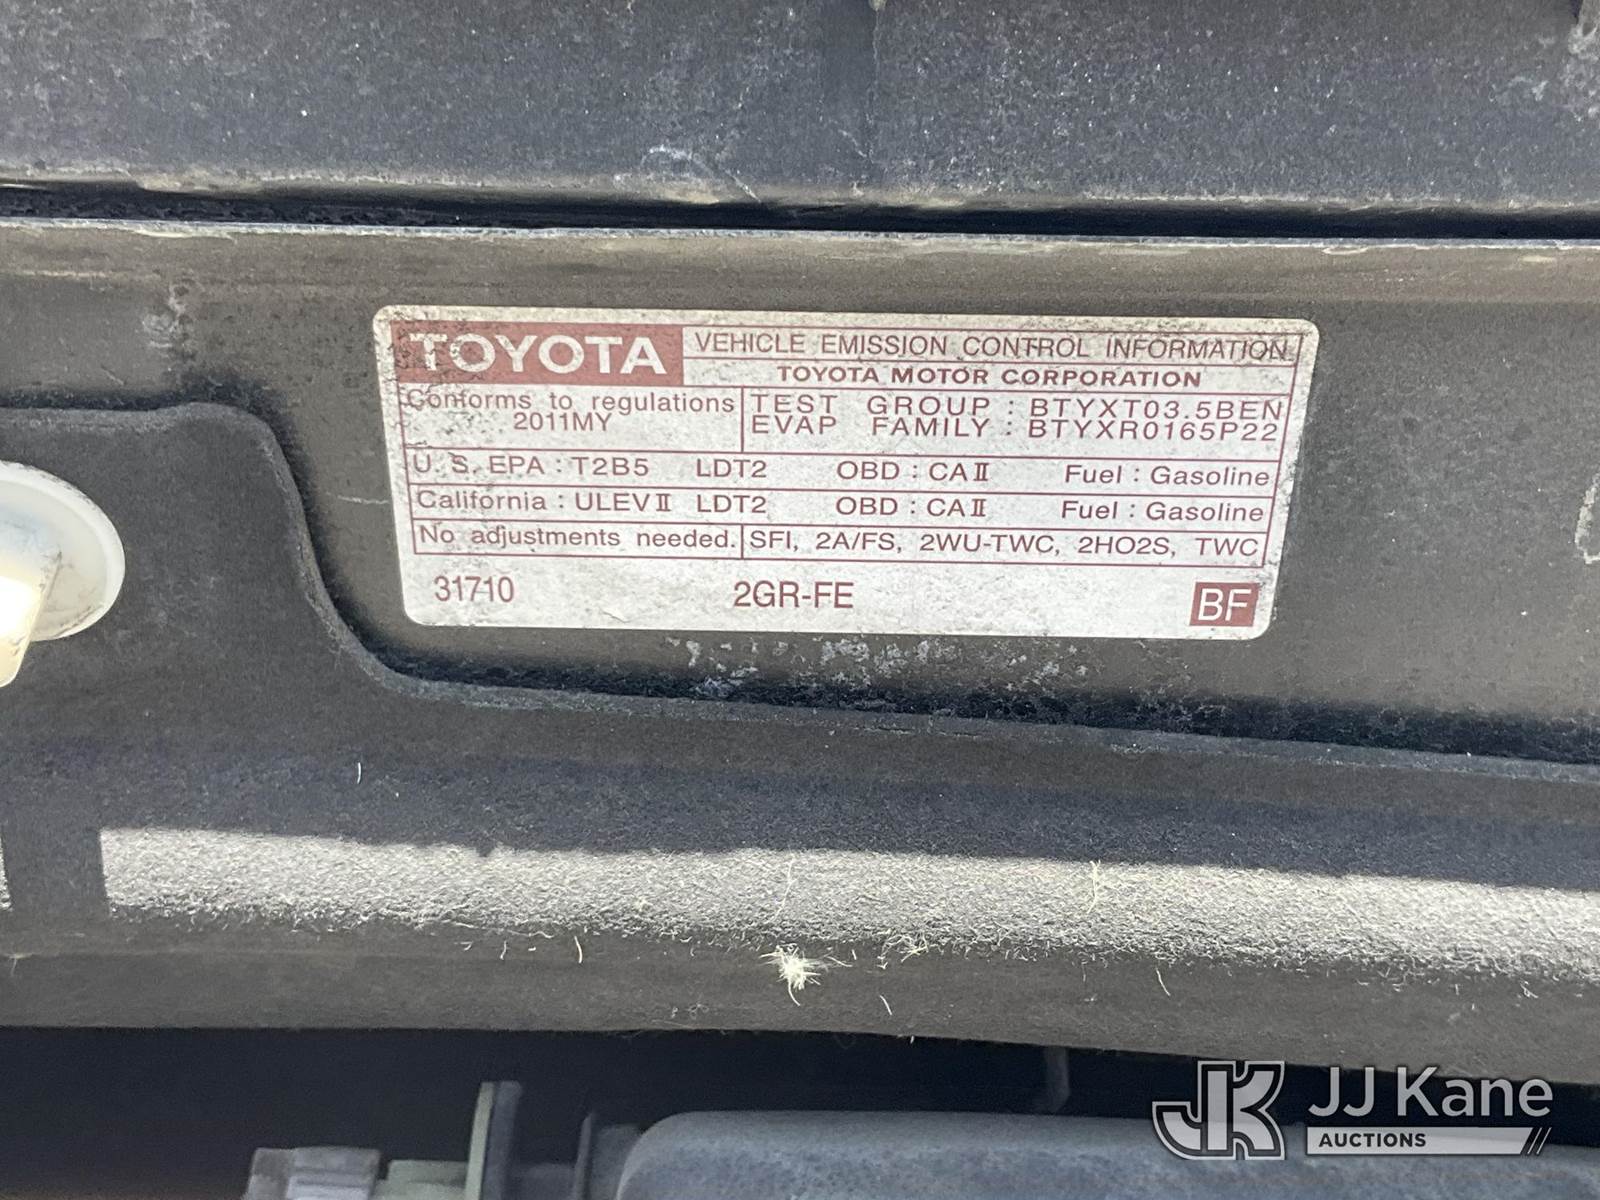 TOYOTA VEHICLE EMISSION CONTROL INFORMATION
TOYOTA MOTOR CORPORATION
Conforms to regulations
2011MY
TEST GROUP : BTYXT03.5BEN
EVAP FAMILY : BTYXR0165P22
U. S. EPA : T2B5 LDT2 OBD : CAⅡ Fuel : Gasoline
California : ULEVⅡ LDT2 OBD : CAⅡ Fuel : Gasoline
No adjustments needed. SFI, 2A/FS, 2WU-TWC, 2HO2S, TWC
31710 2GR-FE BF
JK JJ Kane
AUCTIONS